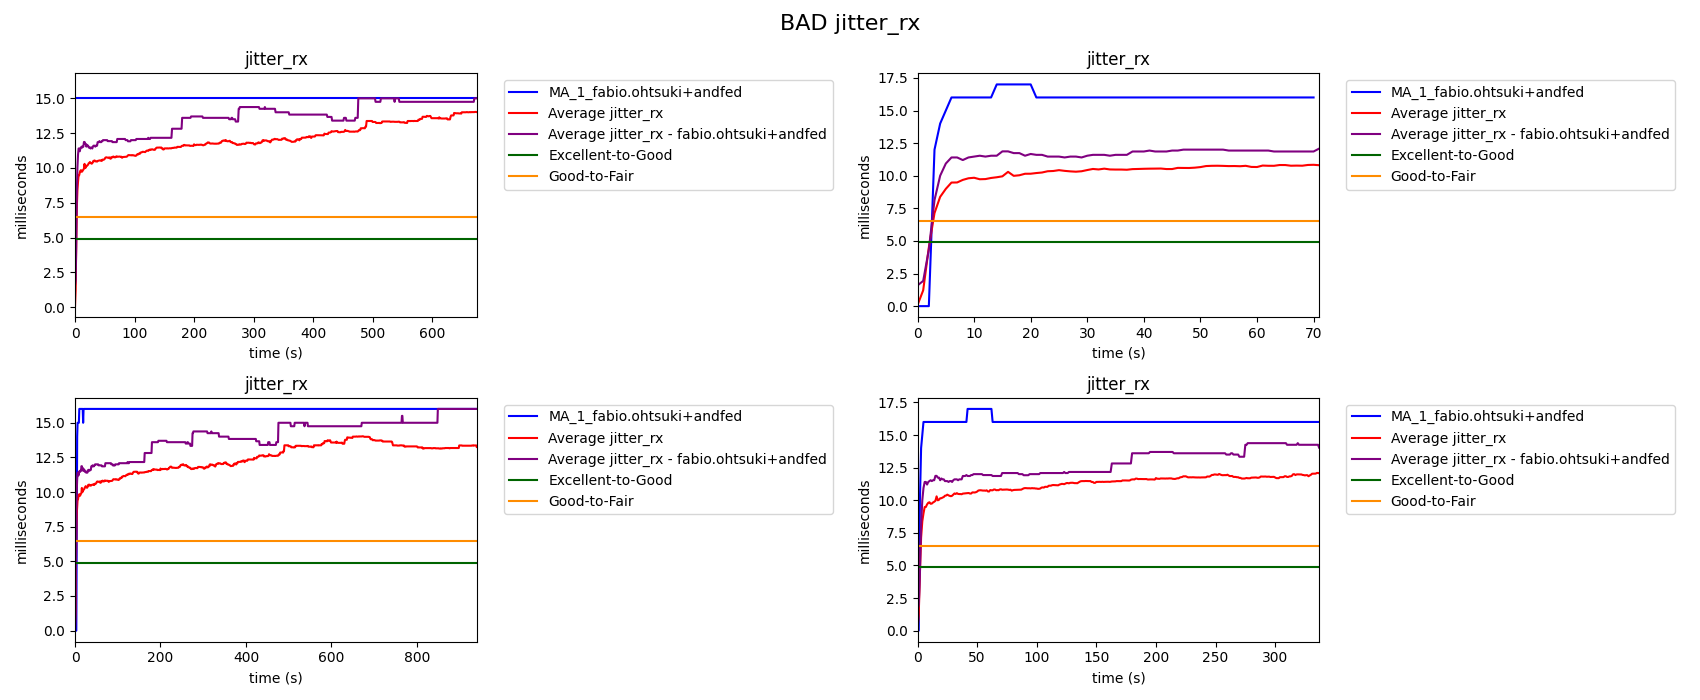 BAD jitter_rx
jitter_rx
15.0
12.5
10.0
7.5
5.0
2.5
0.0
milliseconds
0 100 200 300 400 500 600
time (s)
MA_1_fabio.ohtsuki+andfed
Average jitter_rx
Average jitter_rx - fabio.ohtsuki+andfed
Excellent-to-Good
Good-to-Fair
jitter_rx
17.5
15.0
12.5
10.0
7.5
5.0
2.5
0.0
milliseconds
0 10 20 30 40 50 60 70
time (s)
MA_1_fabio.ohtsuki+andfed
Average jitter_rx
Average jitter_rx - fabio.ohtsuki+andfed
Excellent-to-Good
Good-to-Fair
jitter_rx
15.0
12.5
10.0
7.5
5.0
2.5
0.0
milliseconds
0 200 400 600 800
time (s)
MA_1_fabio.ohtsuki+andfed
Average jitter_rx
Average jitter_rx - fabio.ohtsuki+andfed
Excellent-to-Good
Good-to-Fair
jitter_rx
17.5
15.0
12.5
10.0
7.5
5.0
2.5
0.0
milliseconds
0 50 100 150 200 250 300
time (s)
MA_1_fabio.ohtsuki+andfed
Average jitter_rx
Average jitter_rx - fabio.ohtsuki+andfed
Excellent-to-Good
Good-to-Fair